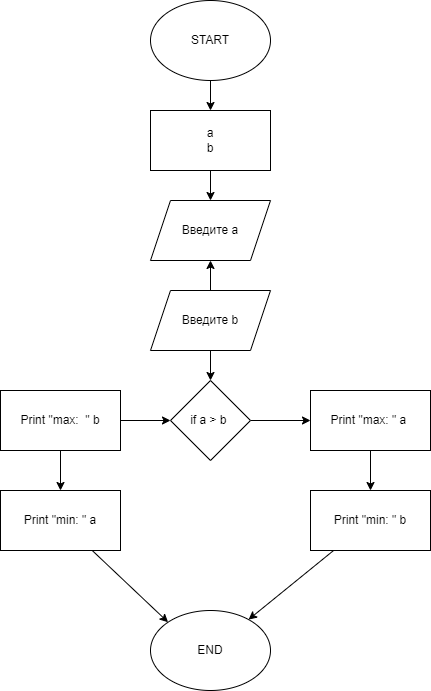 START
a
b
Введите a
Введите b
Print "max:  " b
if a > b
Print "max: " a
Print "min: " a
Print "min: " b
END